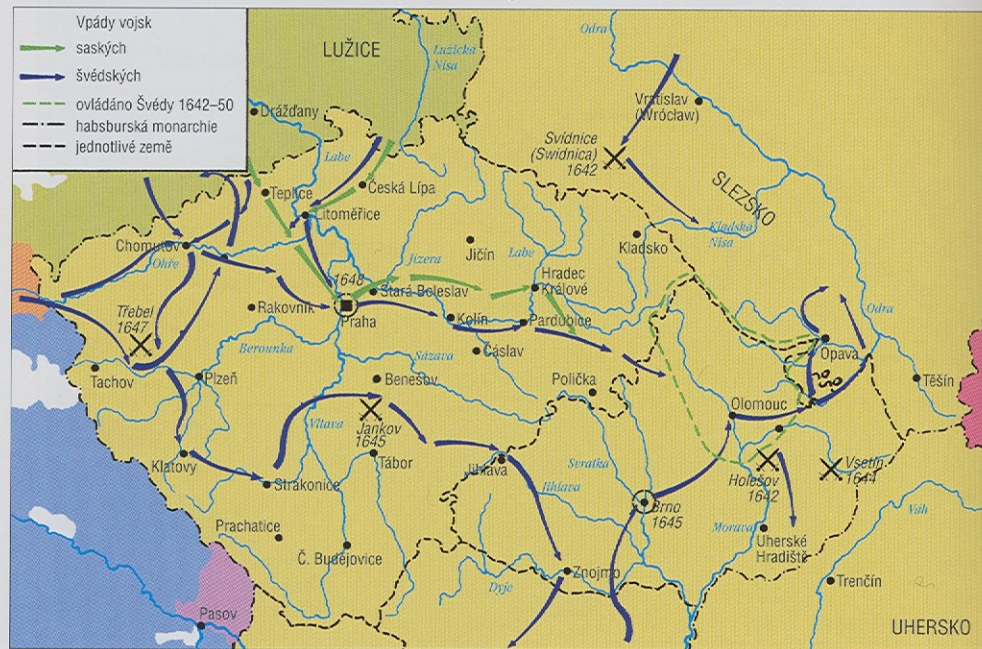 Vpády vojsk
saských
švédských
ovládáno Švédy 1642–50
habsburská monarchie
jednotlivé země
LUŽICE
Lužická
Nisa
Odra
Drážďany
Labe
Vratislav
(Wrocław)
Svídnice
(Swidnica)
1642
SLEZSKO
Teplice
Česká Lípa
Litoměřice
Kladská
Nisa
Chomutov
Ohře
Jizera
Jičín
Labe
Kladsko
Hradec
Králové
1648
Stará Boleslav
Třebel
1647
Rakovník
Praha
Kolín
Pardubice
Odra
Opava
Berounka
Sázava
Čáslav
Tachov
Plzeň
Benešov
Polička
Těšín
Olomouc
Jankov
1645
Vltava
Klatovy
Tábor
Jihlava
Svratka
Holešov
1642
Vsetín
1644
Strakonice
Jihlava
Brno
1645
Váh
Prachatice
Č. Budějovice
Morava
Uherské
Hradiště
Znojmo
Dyje
Trenčín
Pasov
UHERSKO